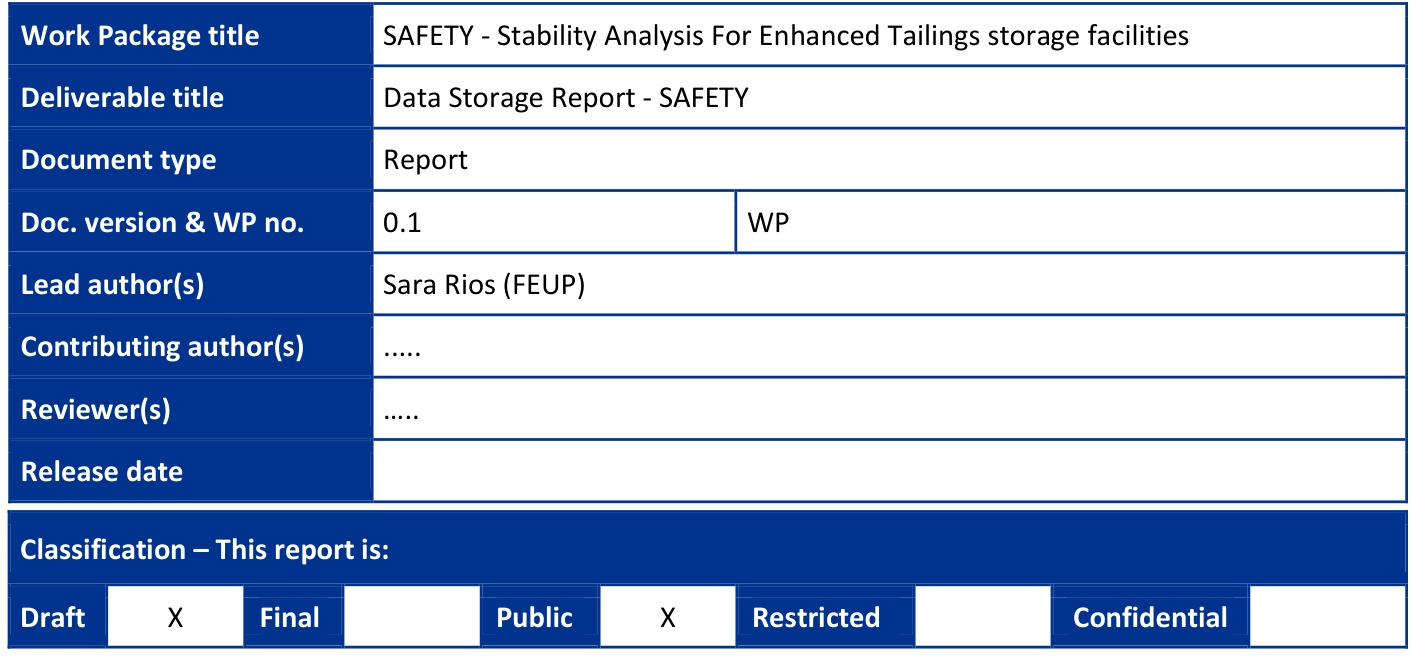 Work Package title SAFETY - Stability Analysis For Enhanced Tailings storage facilities
Deliverable title Data Storage Report - SAFETY
Document type Report
Doc. version & WP no. 0.1 WP
Lead author(s) Sara Rios (FEUP)
Contributing author(s) .....
Reviewer(s) .....
Release date
Classification – This report is:
Draft X Final Public X Restricted Confidential